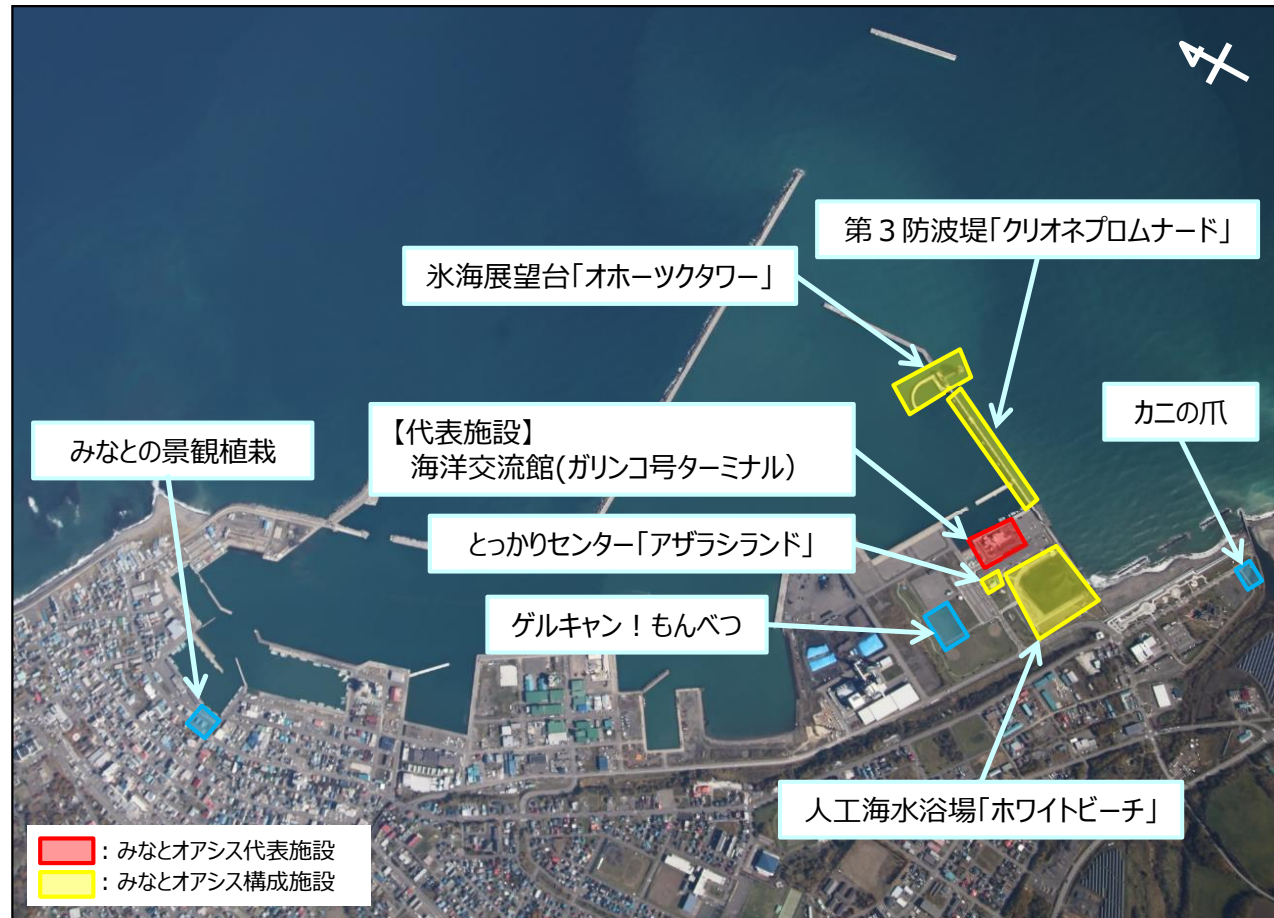 第３防波堤「クリオネプロムナード」
氷海展望台「オホーツクタワー」
カニの爪
【代表施設】
海洋交流館(ガリンコ号ターミナル）
みなとの景観植栽
とっかりセンター「アザラシランド」
ゲルキャン！もんべつ
人工海水浴場「ホワイトビーチ」
：みなとオアシス代表施設
：みなとオアシス構成施設